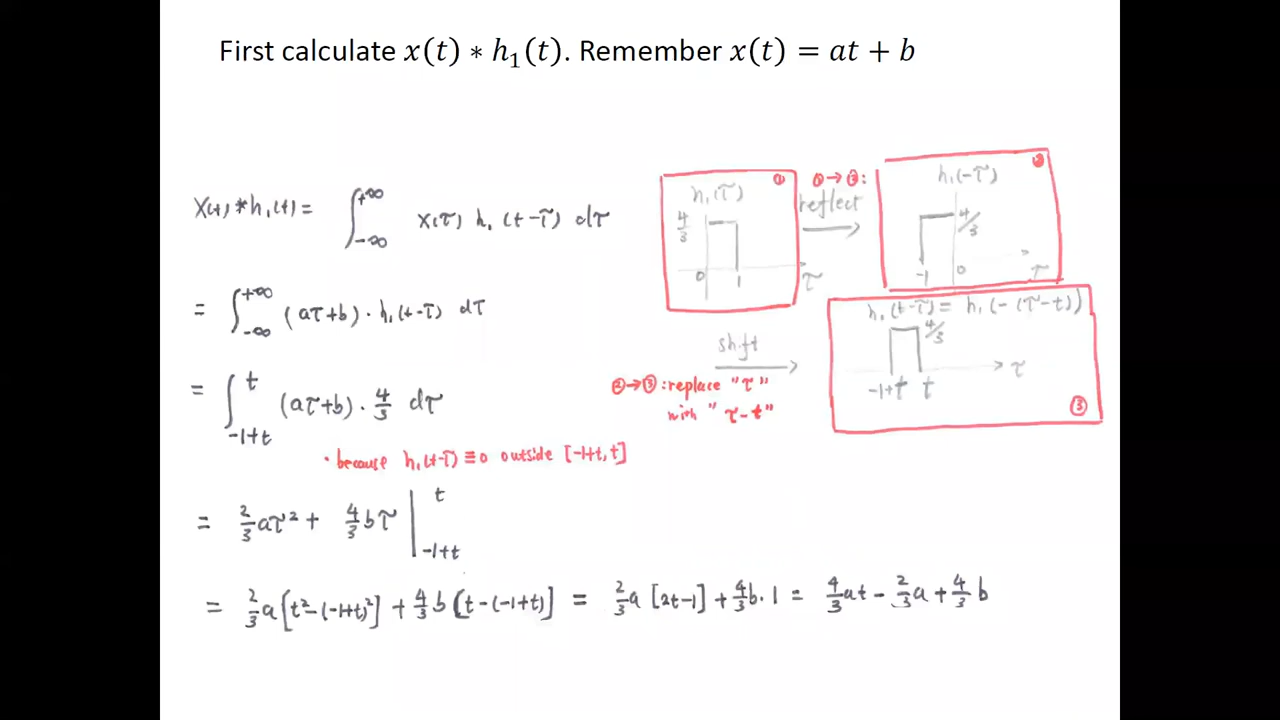 First calculate x(t) ∗ h₁(t). Remember x(t) = at + b
x(t) * h₁(t) = ∫_{-∞}^{+∞} x(τ) h₁(t-τ) dτ
= ∫_{-∞}^{+∞} (aτ+b) · h₁(t-τ) dτ
= ∫_{-1+t}^{t} (aτ+b) · 4/3 dτ
· because h₁(t-τ) ≡ 0 outside [-1+t, t]
= 2/3 aτ² + 4/3 bτ |_{-1+t}^{t}
= 2/3 a [t² - (-1+t)²] + 4/3 b [t - (-1+t)] = 2/3 a [2t-1] + 4/3 b · 1 = 4/3 at - 2/3 a + 4/3 b
①
h₁(τ)
4/3
0
1
τ
①→②:
reflect
②
h₁(-τ)
4/3
-1
0
τ
shift
②→③: replace "τ"
with "τ-t"
h₁(t-τ) = h₁(-(τ-t))
4/3
-1+t
t
τ
③